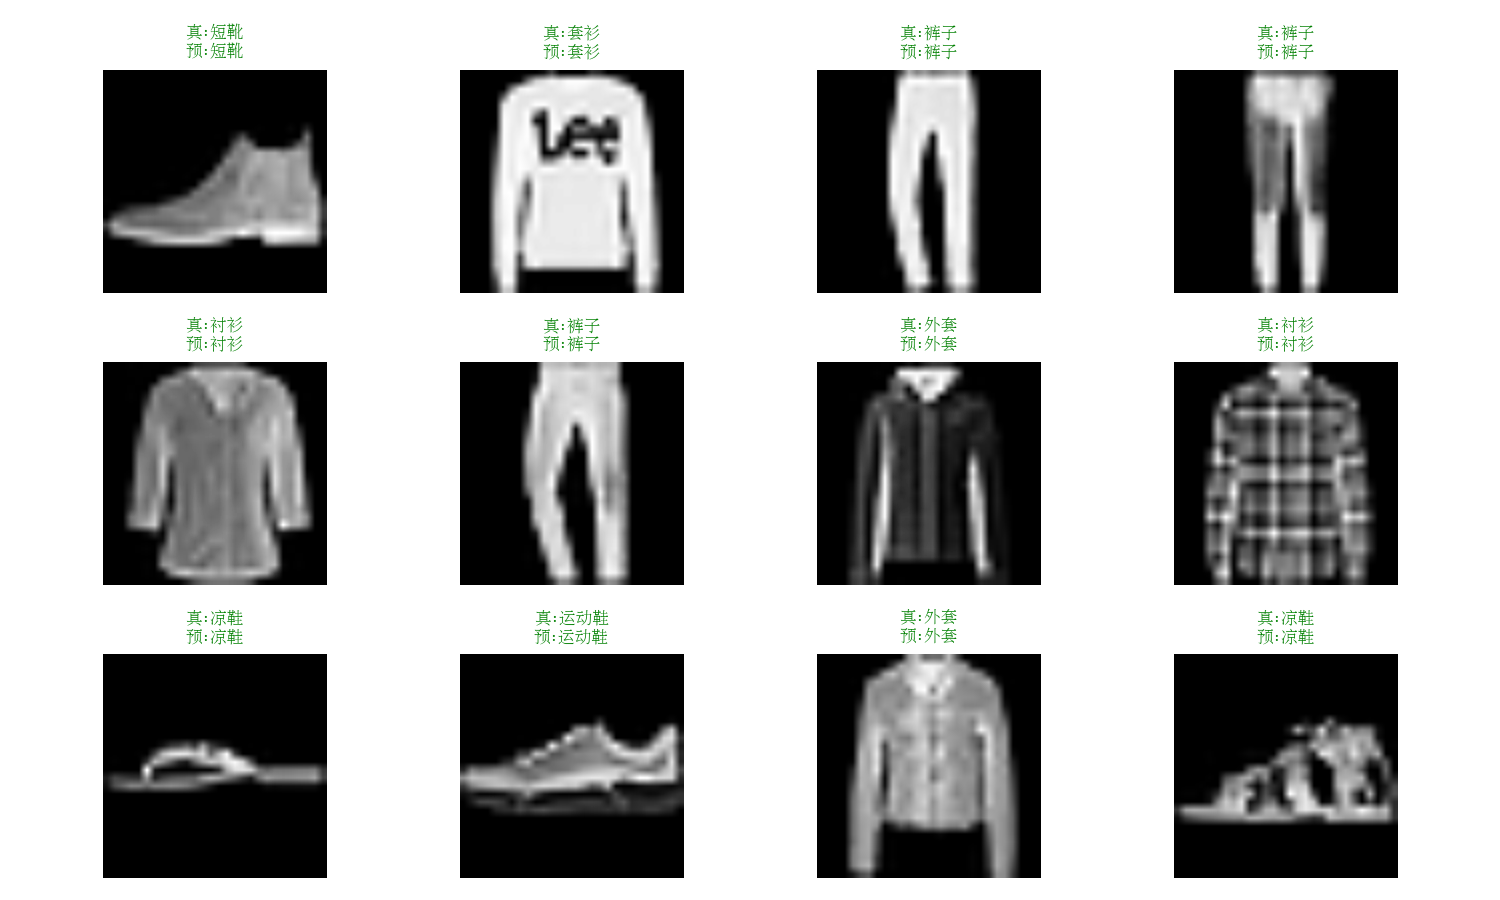 真:短靴
预:短靴
真:套衫
预:套衫
真:裤子
预:裤子
真:裤子
预:裤子
Lee
真:衬衫
预:衬衫
真:裤子
预:裤子
真:外套
预:外套
真:衬衫
预:衬衫
真:凉鞋
预:凉鞋
真:运动鞋
预:运动鞋
真:外套
预:外套
真:凉鞋
预:凉鞋